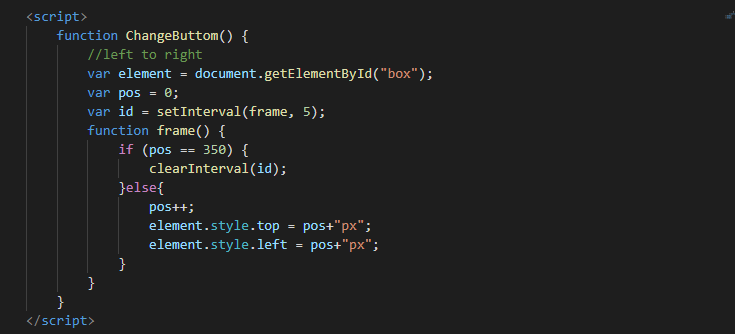 <script>
function ChangeButtom() {
//left to right
var element = document.getElementById("box");
var pos = 0;
var id = setInterval(frame, 5);
function frame() {
if (pos == 350) {
clearInterval(id);
}else{
pos++;
element.style.top = pos+"px";
element.style.left = pos+"px";
}
}
}
</script>